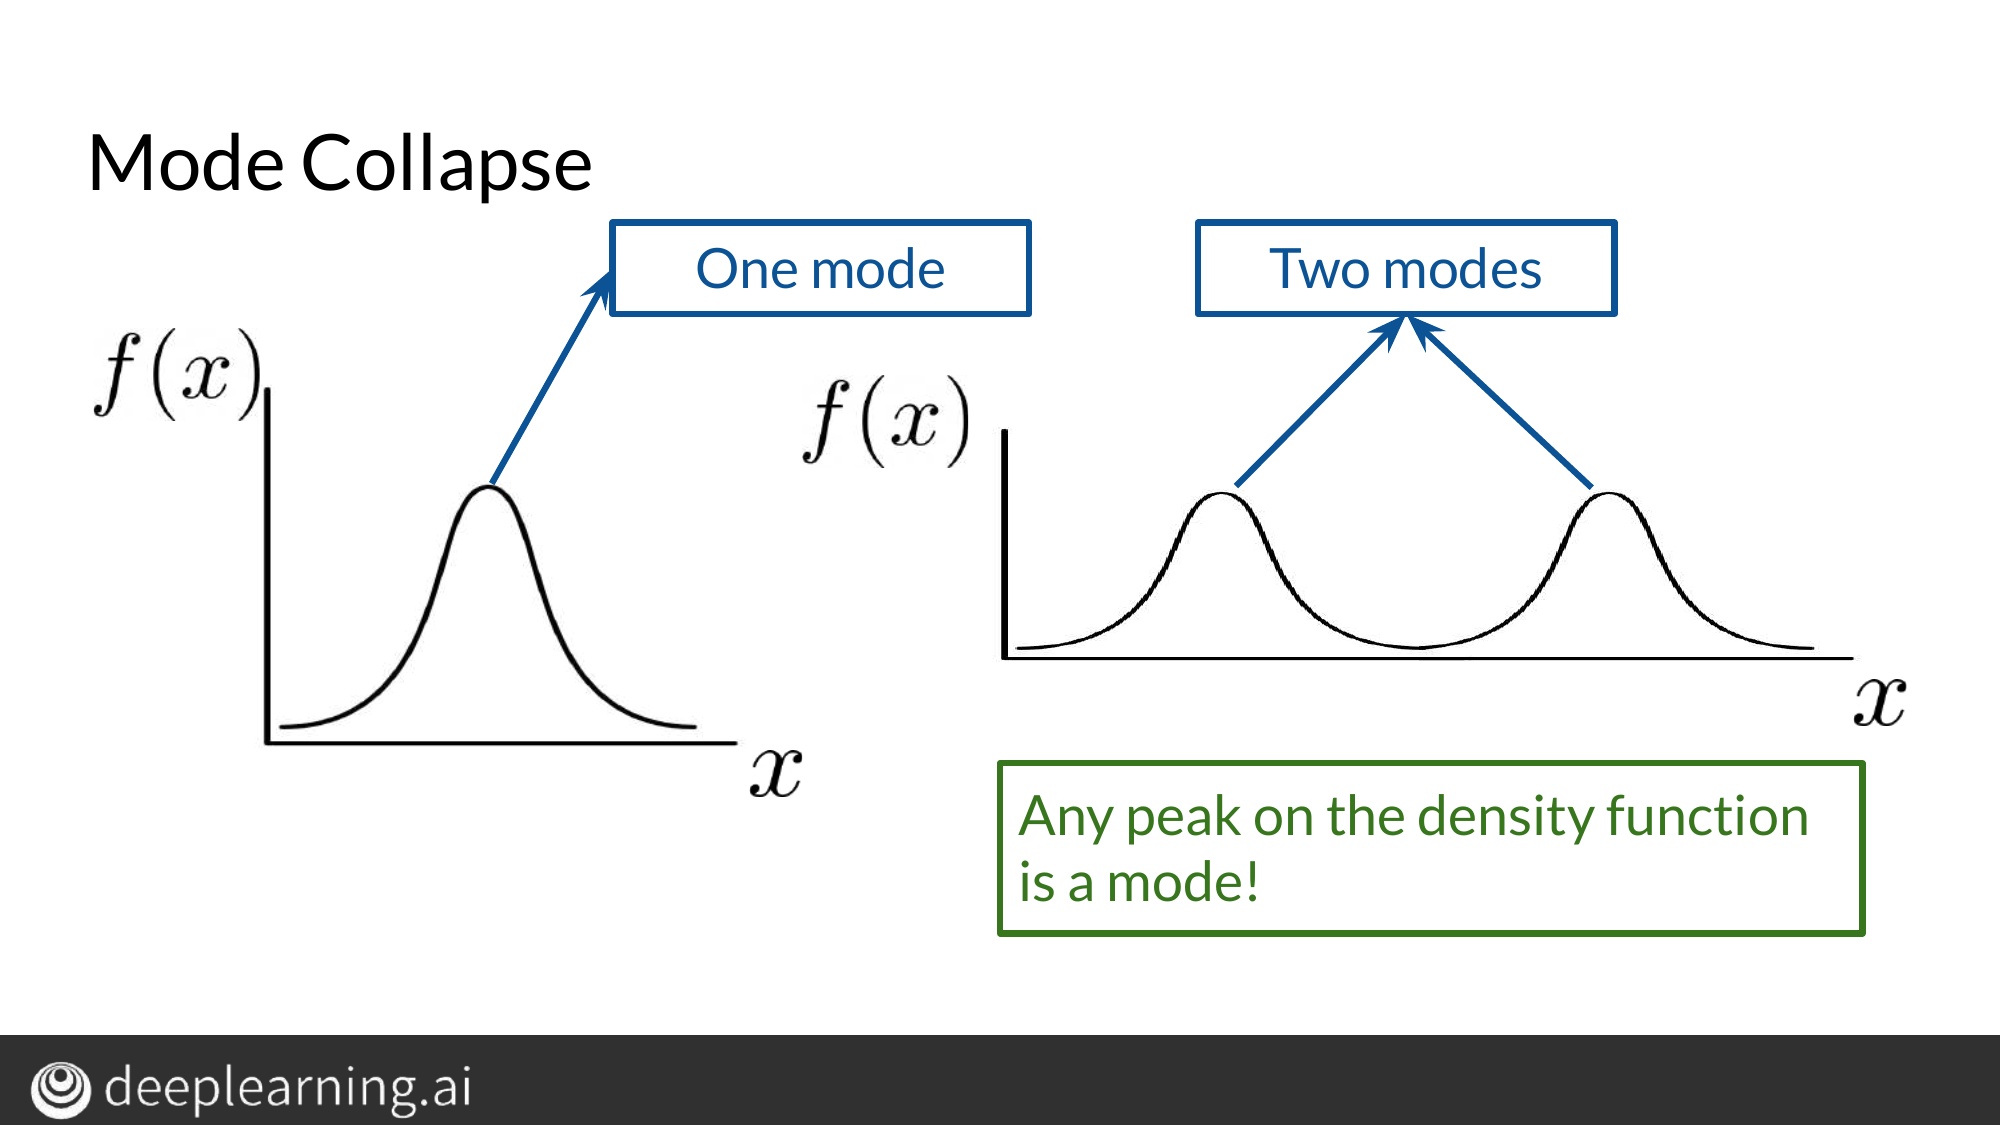 Mode Collapse
One mode
Two modes
f(x)
f(x)
x
x
Any peak on the density function
is a mode!
deeplearning.ai